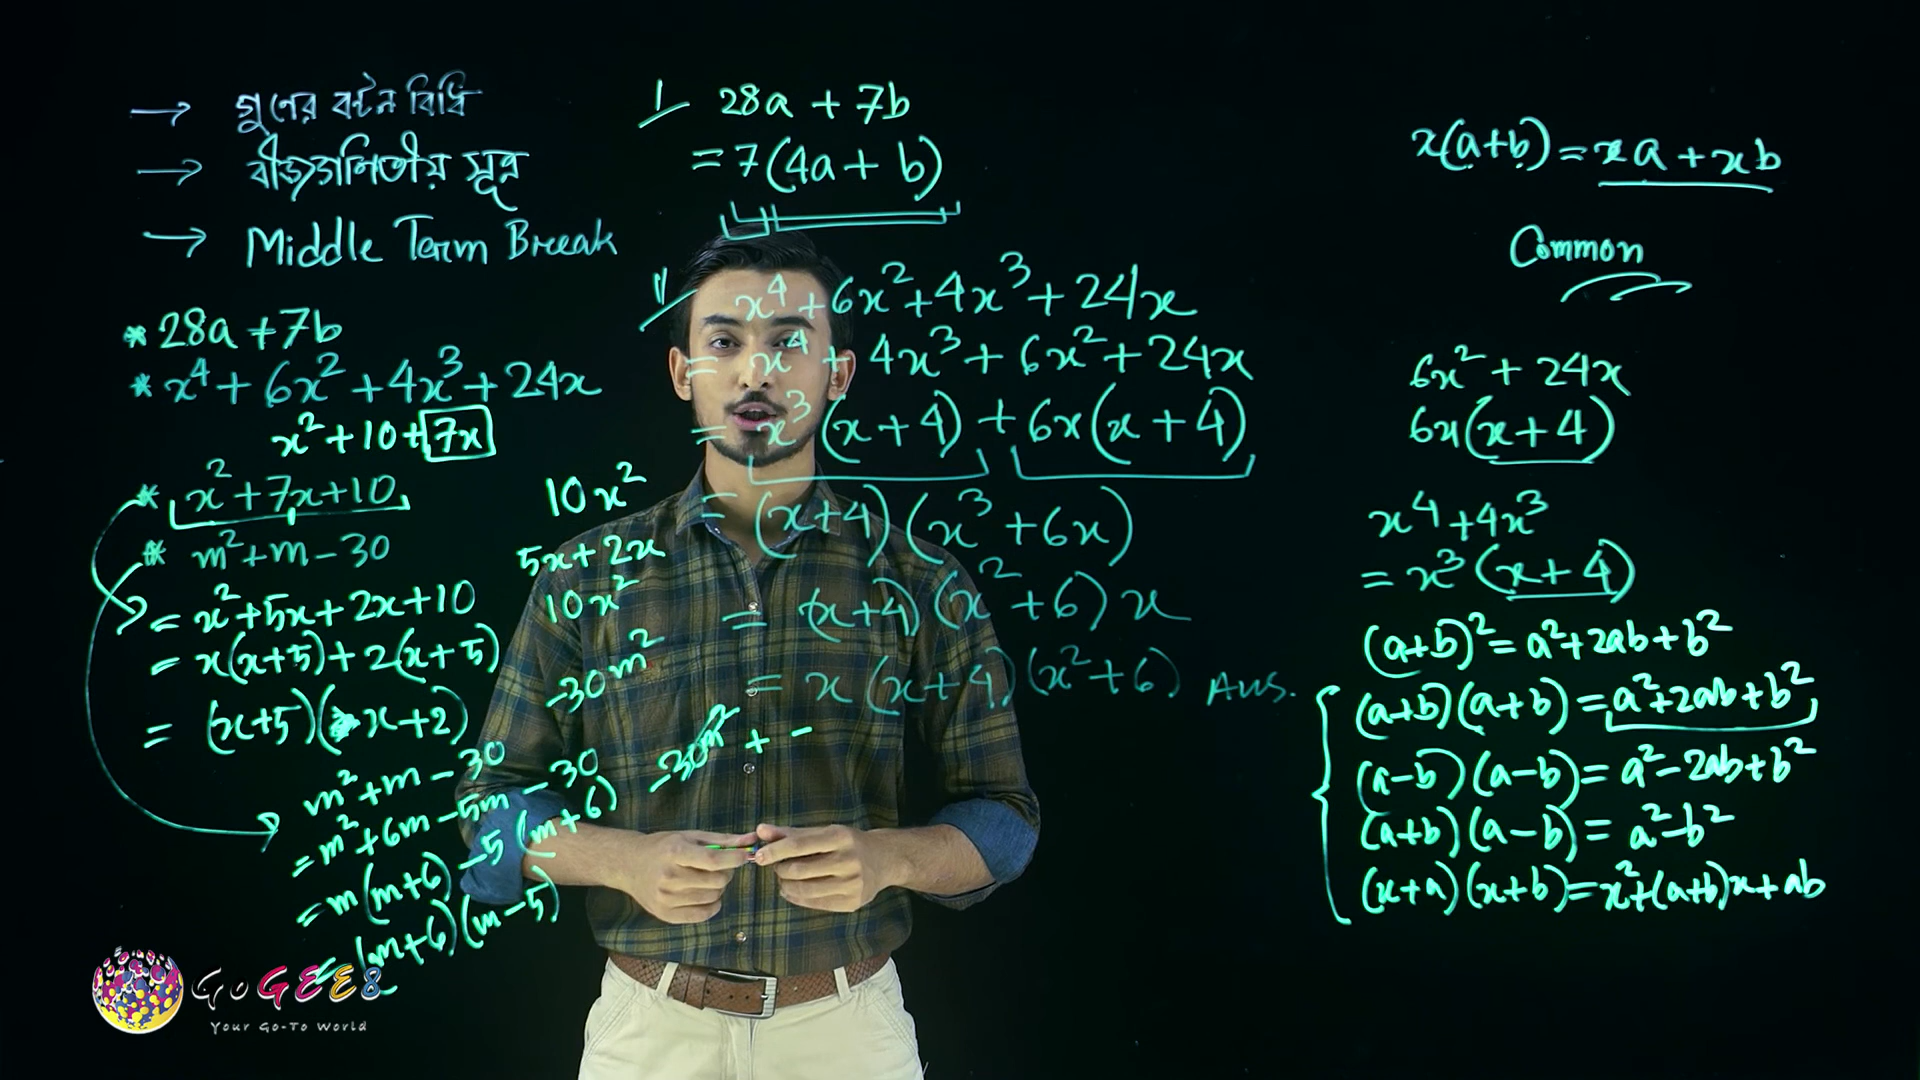 → গুণের বণ্টন বিধি
→ বীজগাণিতীয় সূত্র
→ Middle Term Break
* 28a + 7b
* x⁴ + 6x² + 4x³ + 24x
x² + 10 + 7x
* x² + 7x + 10
* m² + m - 30
= x² + 5x + 2x + 10
= x(x+5) + 2(x+5)
= (x+5)(x+2)
m² + m - 30
= m² + 6m - 5m - 30
= m(m+6) - 5(m+6)
= (m+6)(m-5)
10x²
5x + 2x
10x²
-30m²
-30m² + -
I 28a + 7b
= 7(4a + b)
II x⁴ + 6x² + 4x³ + 24x
= x⁴ + 4x³ + 6x² + 24x
= x³(x+4) + 6x(x+4)
= (x+4)(x³ + 6x)
= (x+4)(x² + 6)x
= x(x+4)(x²+6) Ans.
x(a+b) = xa + xb
Common
6x² + 24x
6x(x+4)
x⁴ + 4x³
= x³(x+4)
(a+b)² = a² + 2ab + b²
(a+b)(a+b) = a² + 2ab + b²
(a-b)(a-b) = a² - 2ab + b²
(a+b)(a-b) = a² - b²
(x+a)(x+b) = x² + (a+b)x + ab
GoGEE8
Your Go-To World